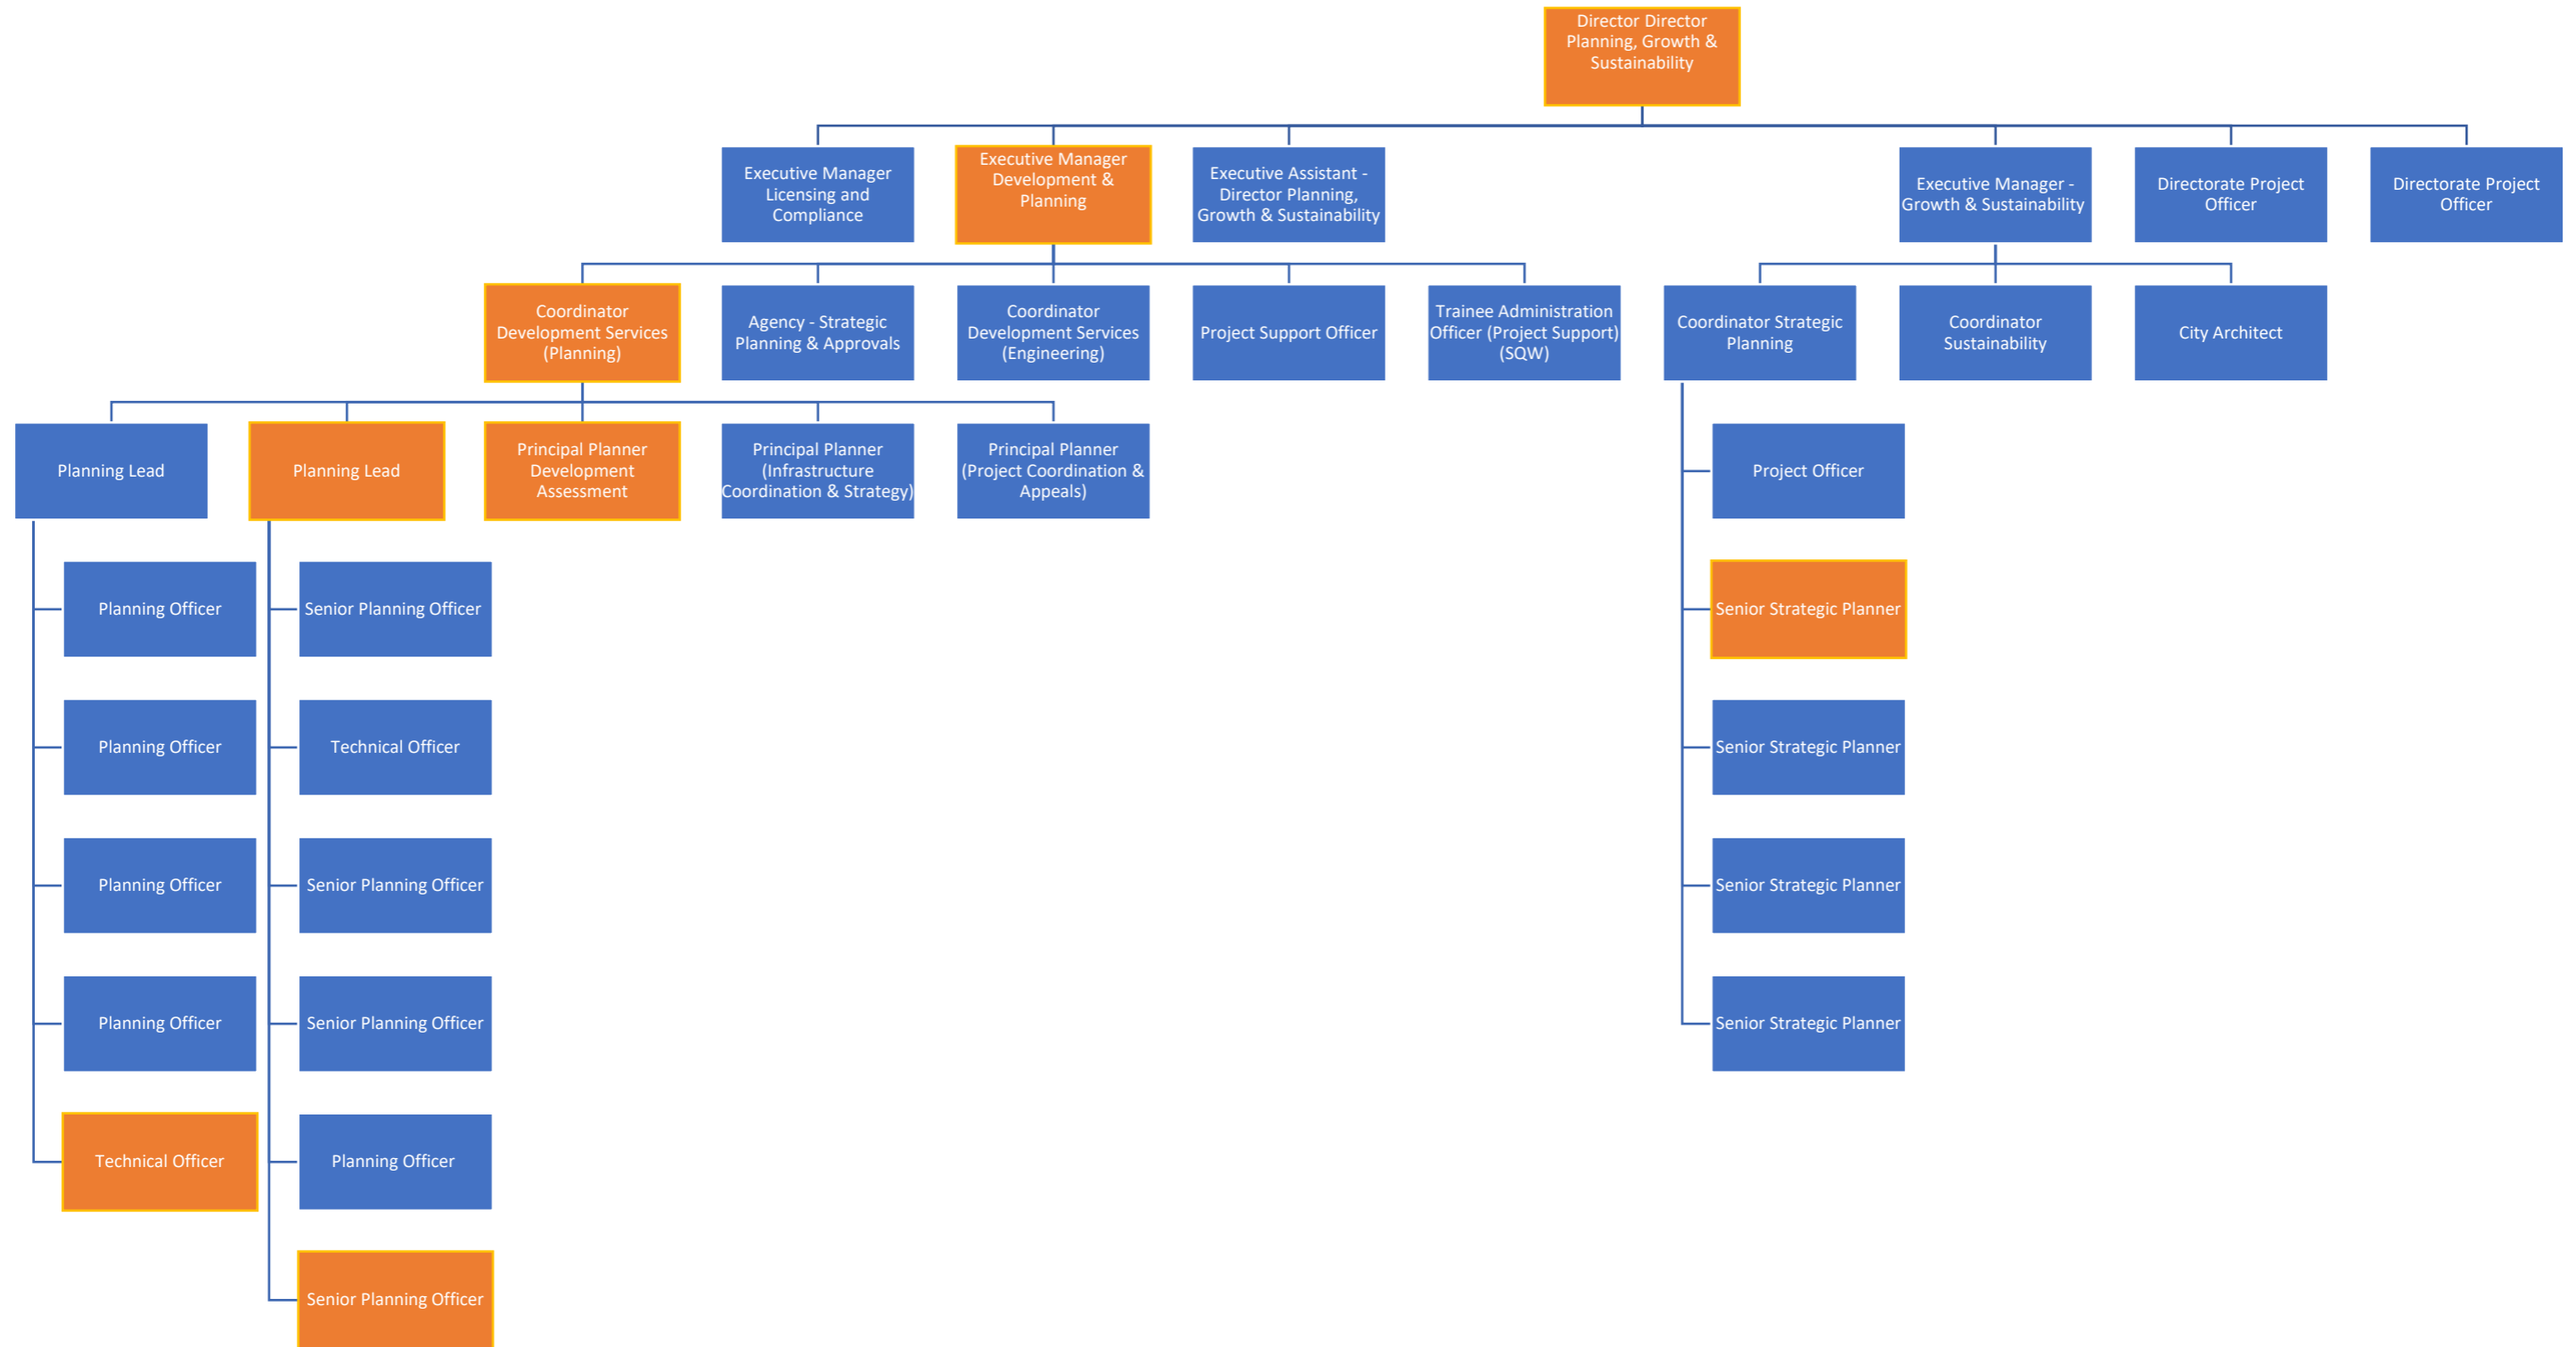 Director Director
Planning, Growth &
Sustainability
Executive Manager
Licensing and
Compliance
Executive Manager
Development &
Planning
Executive Assistant -
Director Planning,
Growth & Sustainability
Executive Manager -
Growth & Sustainability
Directorate Project
Officer
Directorate Project
Officer
Coordinator
Development Services
(Planning)
Agency - Strategic
Planning & Approvals
Coordinator
Development Services
(Engineering)
Project Support Officer
Trainee Administration
Officer (Project Support)
(SQW)
Coordinator Strategic
Planning
Coordinator
Sustainability
City Architect
Planning Lead
Planning Lead
Principal Planner
Development
Assessment
Principal Planner
(Infrastructure
Coordination & Strategy)
Principal Planner
(Project Coordination &
Appeals)
Project Officer
Planning Officer
Senior Planning Officer
Senior Strategic Planner
Planning Officer
Technical Officer
Senior Strategic Planner
Planning Officer
Senior Planning Officer
Senior Strategic Planner
Planning Officer
Senior Planning Officer
Senior Strategic Planner
Technical Officer
Planning Officer
Senior Planning Officer